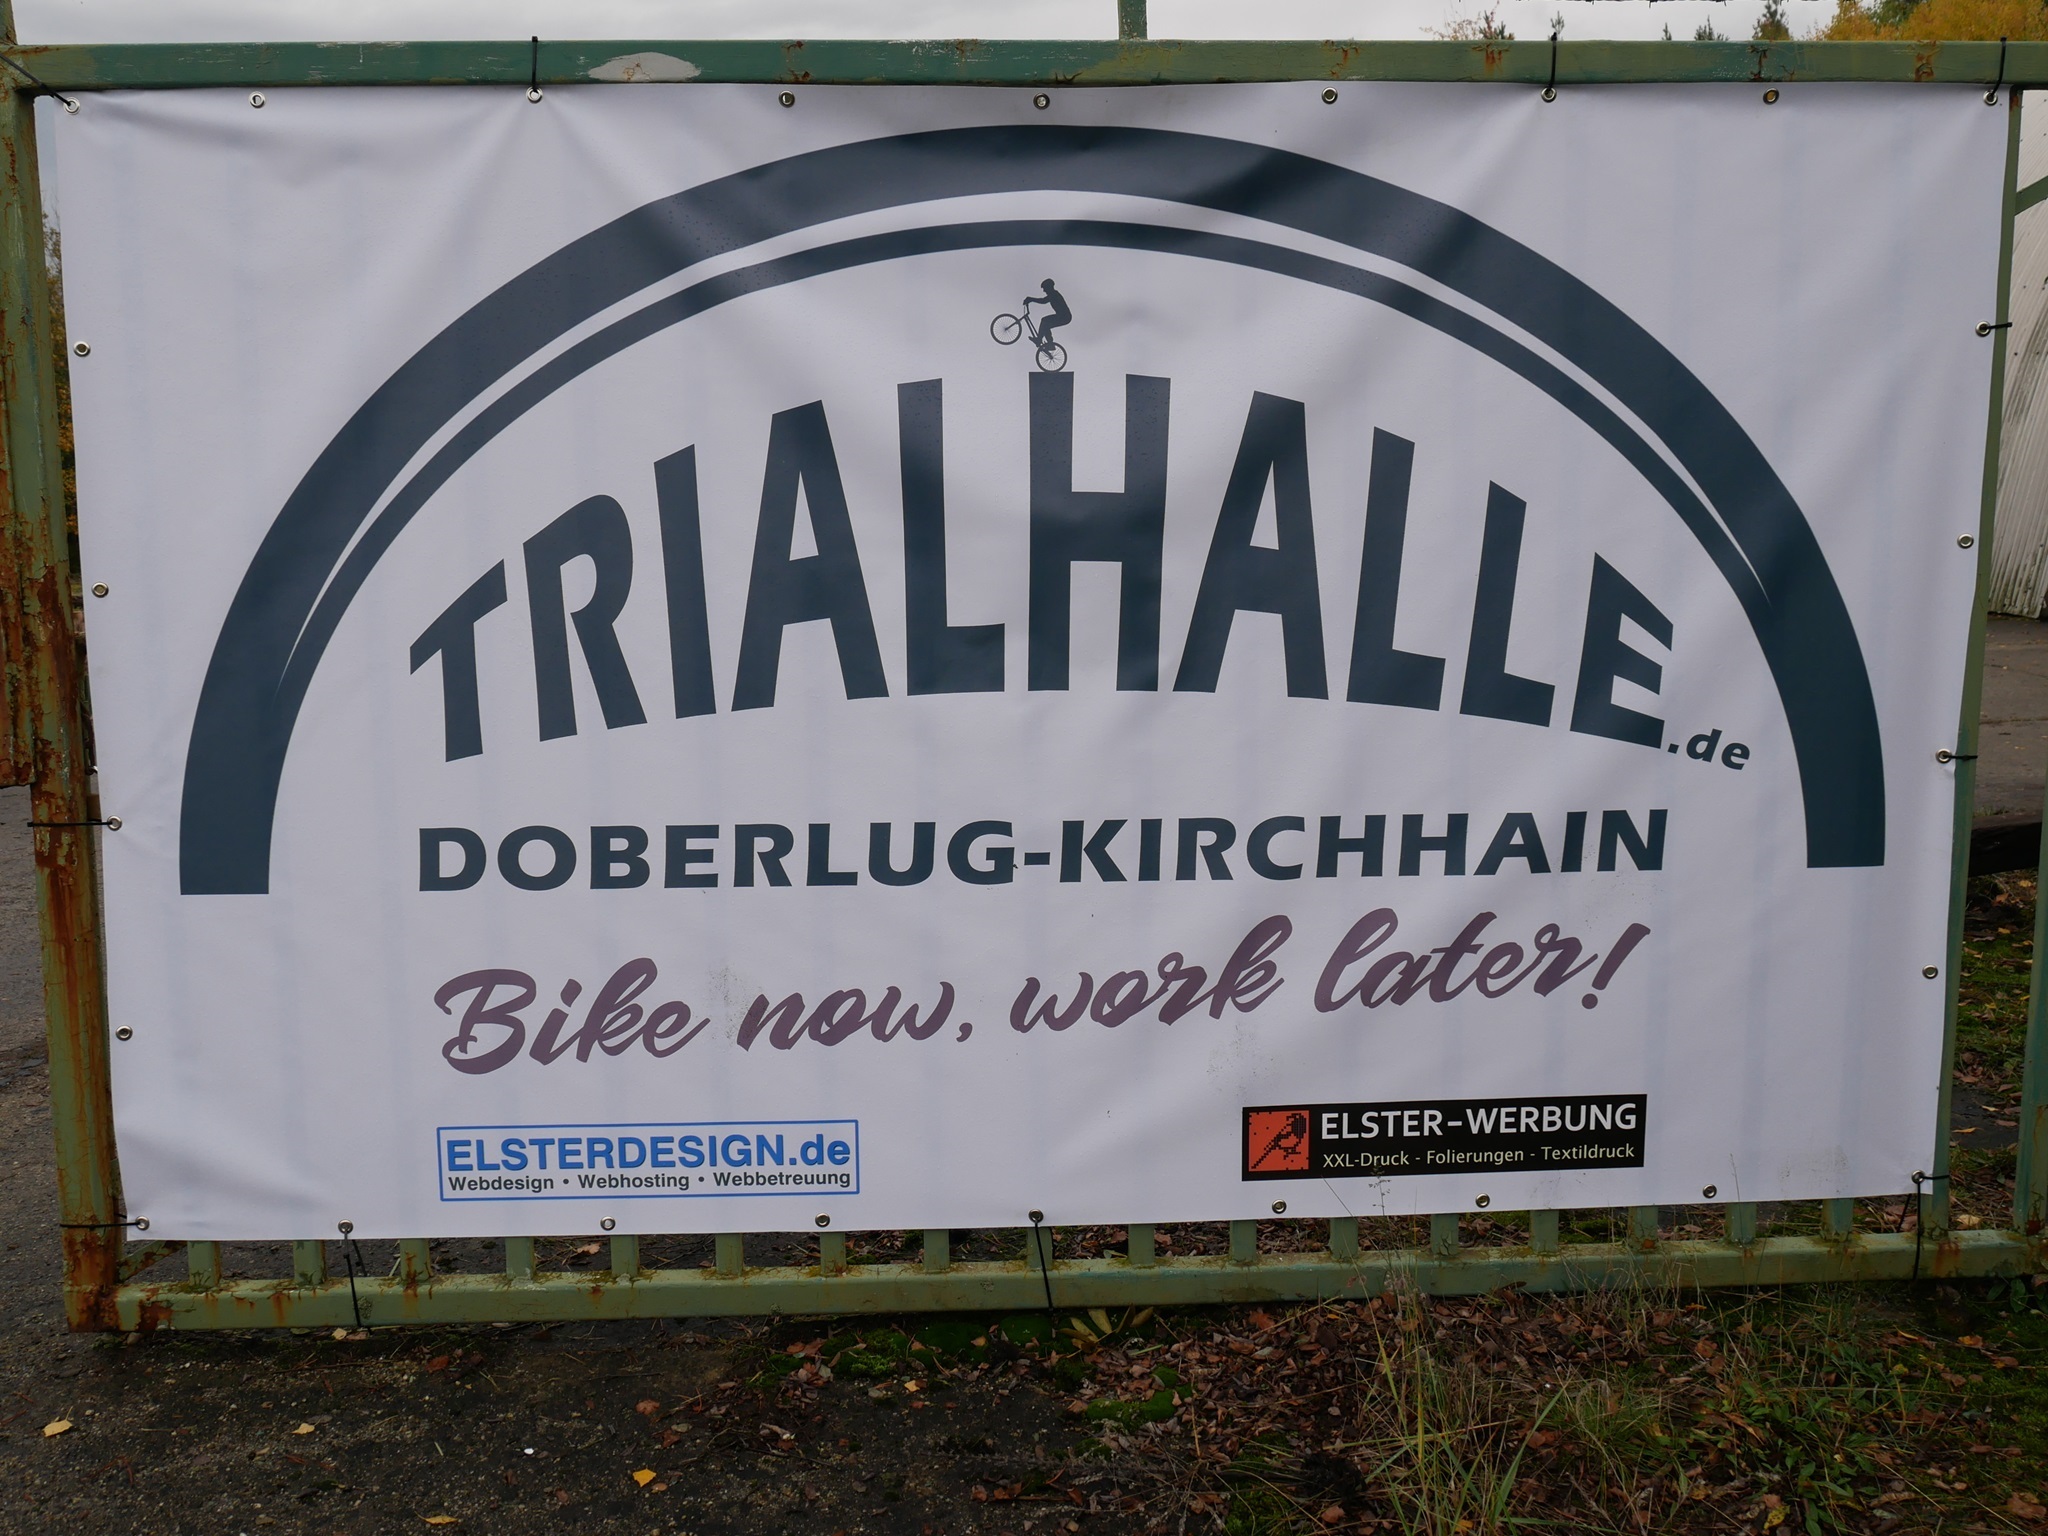 TRIALHALLE.de
DOBERLUG-KIRCHHAIN
Bike now, work later!
ELSTERDESIGN.de
Webdesign • Webhosting • Webbetreuung
ELSTER-WERBUNG
XXL-Druck - Folierungen - Textildruck